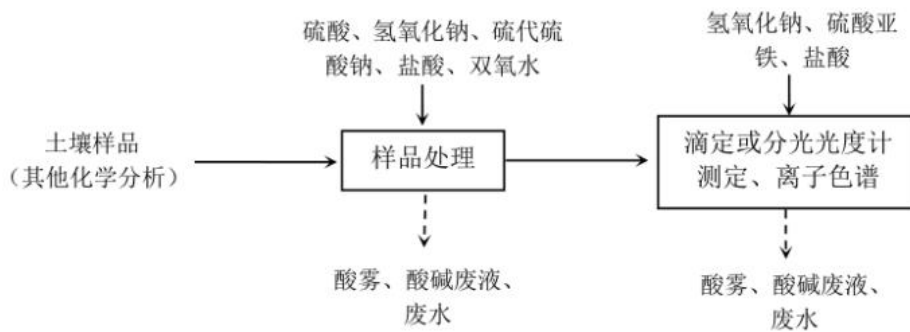 硫酸、氢氧化钠、硫代硫
酸钠、盐酸、双氧水
氢氧化钠、硫酸亚
铁、盐酸
土壤样品
（其他化学分析）
样品处理
滴定或分光光度计
测定、离子色谱
酸雾、酸碱废液、
废水
酸雾、酸碱废液、
废水